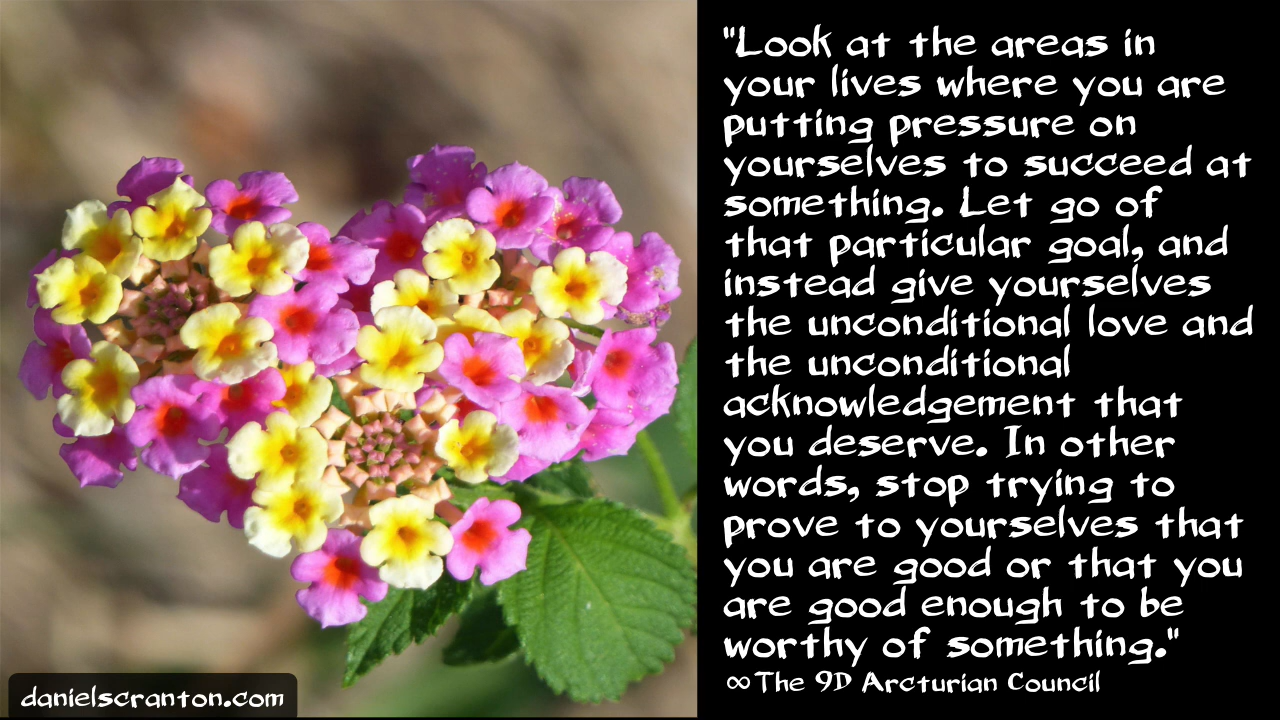 "Look at the areas in
your lives where you are
putting pressure on
yourselves to succeed at
something. Let go of
that particular goal, and
instead give yourselves
the unconditional love and
the unconditional
acknowledgement that
you deserve. In other
words, stop trying to
prove to yourselves that
you are good or that you
are good enough to be
worthy of something."
∞The 9D Arcturian Council
danielscranton.com